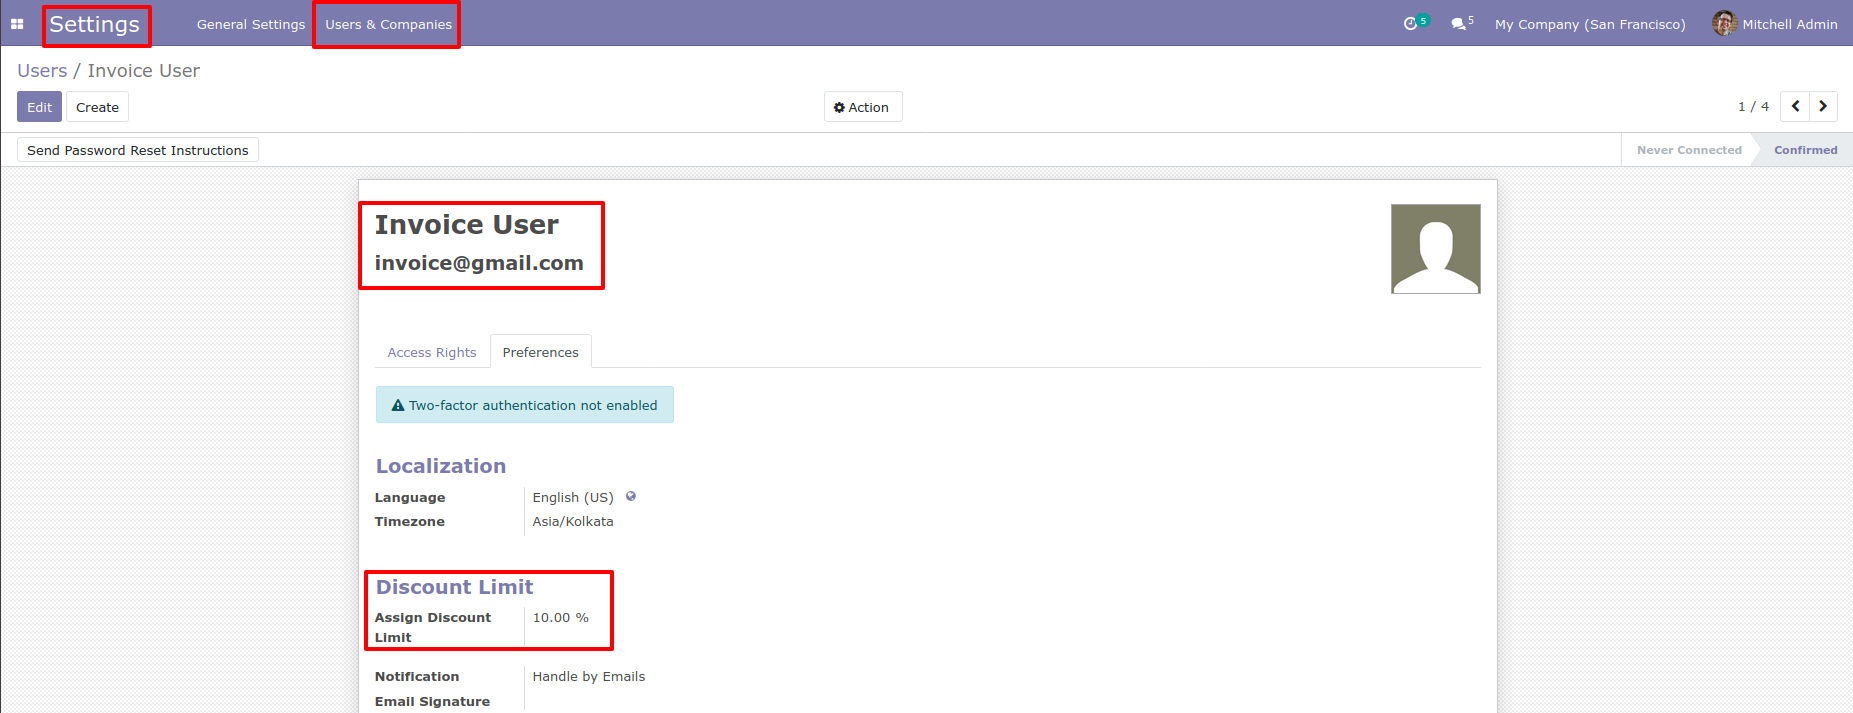 Settings General Settings Users & Companies 5 5 My Company (San Francisco) Mitchell Admin
Users / Invoice User
Edit Create Action 1 / 4
Send Password Reset Instructions Never Connected Confirmed
Invoice User
invoice@gmail.com
Access Rights Preferences
Two-factor authentication not enabled
Localization
Language English (US)
Timezone Asia/Kolkata
Discount Limit
Assign Discount 10.00 %
Limit
Notification Handle by Emails
Email Signature